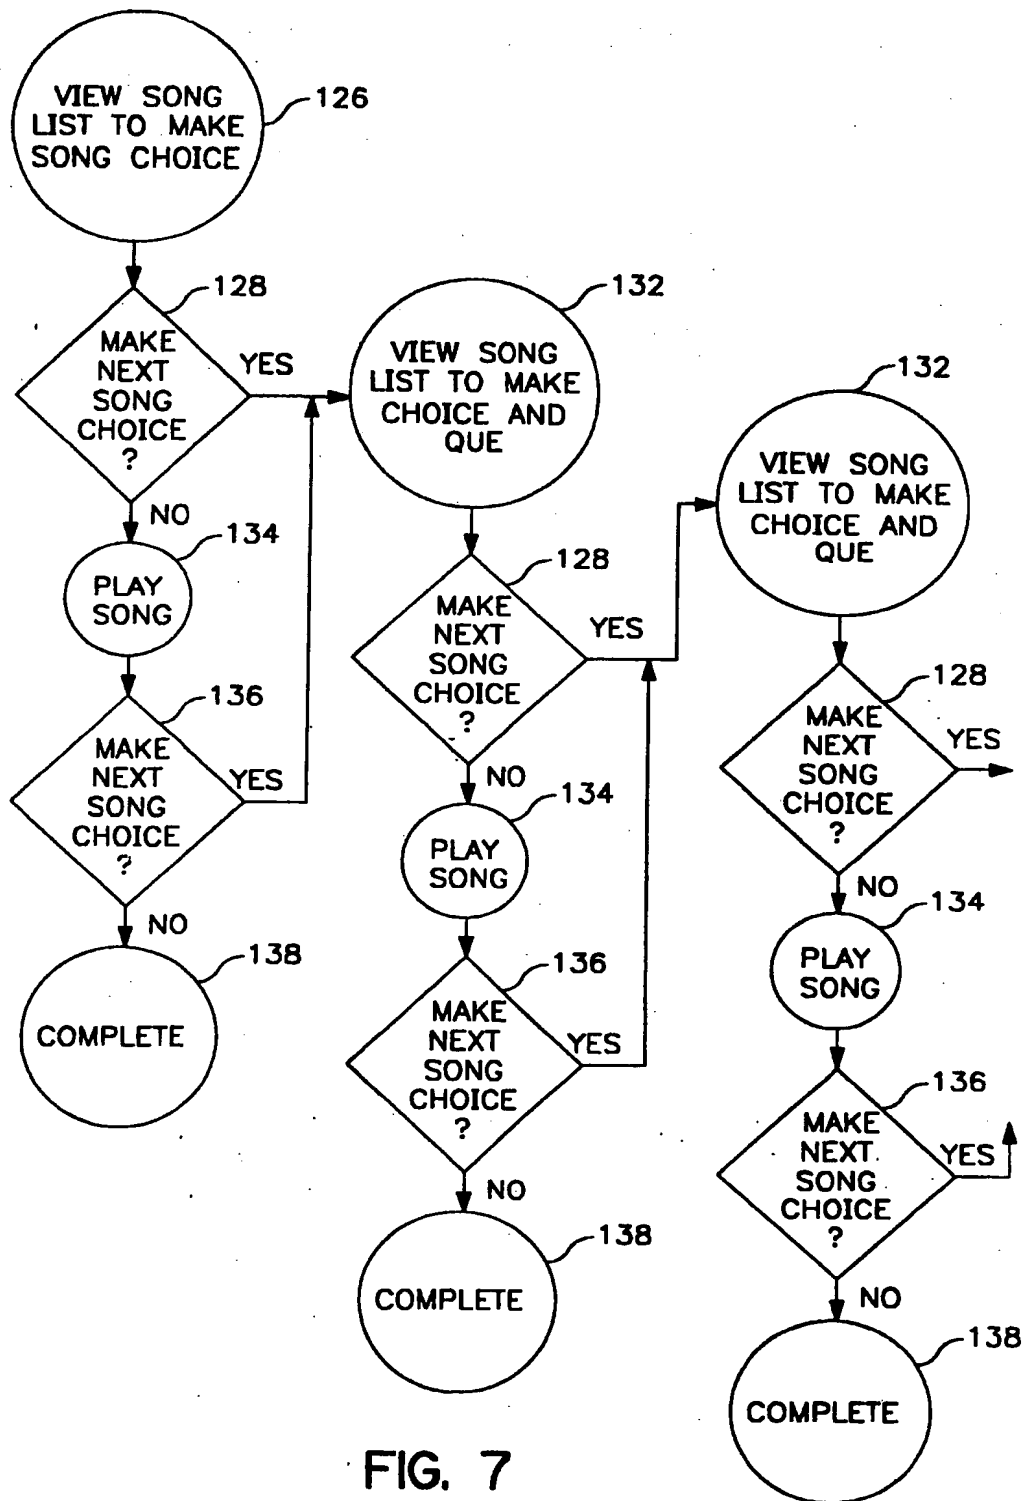 VIEW SONG
LIST TO MAKE
SONG CHOICE
126
128
MAKE
NEXT
SONG
CHOICE
?
YES
NO
134
PLAY
SONG
136
MAKE
NEXT
SONG
CHOICE
?
YES
NO
138
COMPLETE
132
VIEW SONG
LIST TO MAKE
CHOICE AND
QUE
128
MAKE
NEXT
SONG
CHOICE
?
YES
NO
134
PLAY
SONG
136
MAKE
NEXT
SONG
CHOICE
?
YES
NO
138
COMPLETE
132
VIEW SONG
LIST TO MAKE
CHOICE AND
QUE
128
MAKE
NEXT
SONG
CHOICE
?
YES
NO
134
PLAY
SONG
136
MAKE
NEXT
SONG
CHOICE
?
YES
NO
138
COMPLETE
FIG. 7